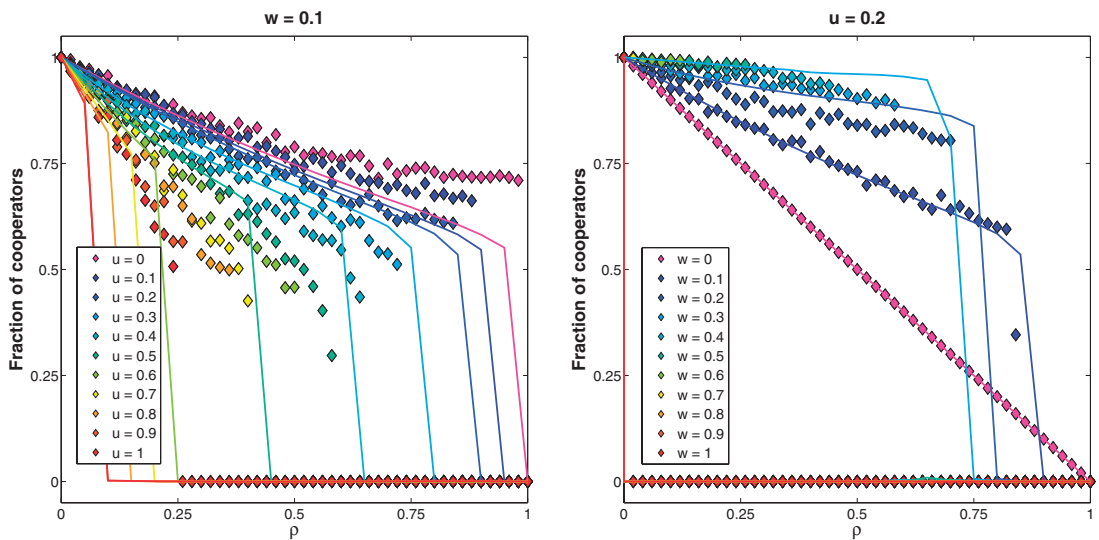 w = 0.1
Fraction of cooperators
1
0.75
0.5
0.25
0
u = 0
u = 0.1
u = 0.2
u = 0.3
u = 0.4
u = 0.5
u = 0.6
u = 0.7
u = 0.8
u = 0.9
u = 1
0
0.25
0.5
0.75
1
ρ
u = 0.2
Fraction of cooperators
1
0.75
0.5
0.25
0
w = 0
w = 0.1
w = 0.2
w = 0.3
w = 0.4
w = 0.5
w = 0.6
w = 0.7
w = 0.8
w = 0.9
w = 1
0
0.25
0.5
0.75
1
ρ